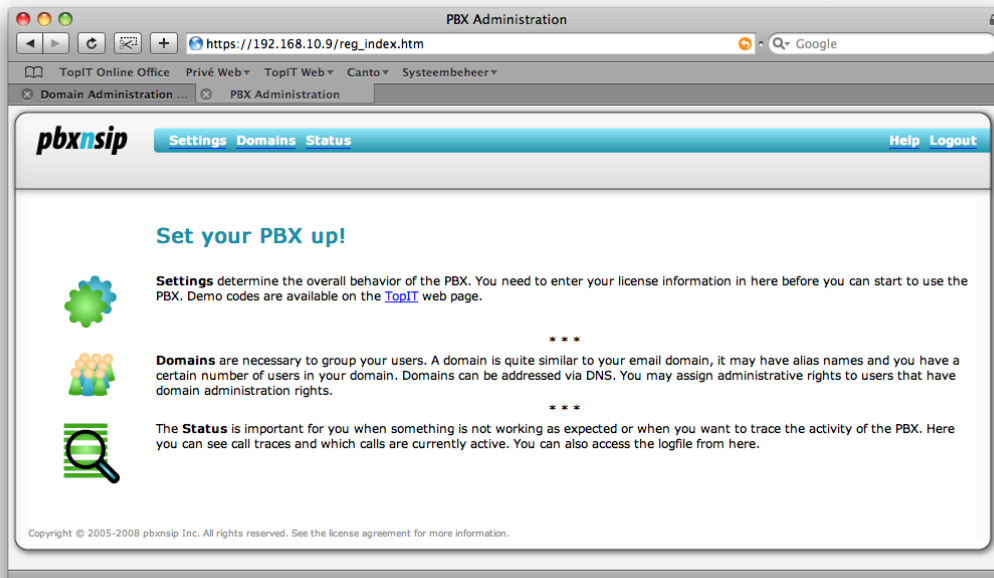 PBX Administration
https://192.168.10.9/reg_index.htm
Google
TopIT Online Office Privé Web TopIT Web Canto Systeembeheer
Domain Administration ... PBX Administration
pbxnsip Settings Domains Status Help Logout
Set your PBX up!
Settings determine the overall behavior of the PBX. You need to enter your license information in here before you can start to use the
PBX. Demo codes are available on the TopIT web page.
* * *
Domains are necessary to group your users. A domain is quite similar to your email domain, it may have alias names and you have a
certain number of users in your domain. Domains can be addressed via DNS. You may assign administrative rights to users that have
domain administration rights.
* * *
The Status is important for you when something is not working as expected or when you want to trace the activity of the PBX. Here
you can see call traces and which calls are currently active. You can also access the logfile from here.
Copyright © 2005-2008 pbxnsip Inc. All rights reserved. See the license agreement for more information.